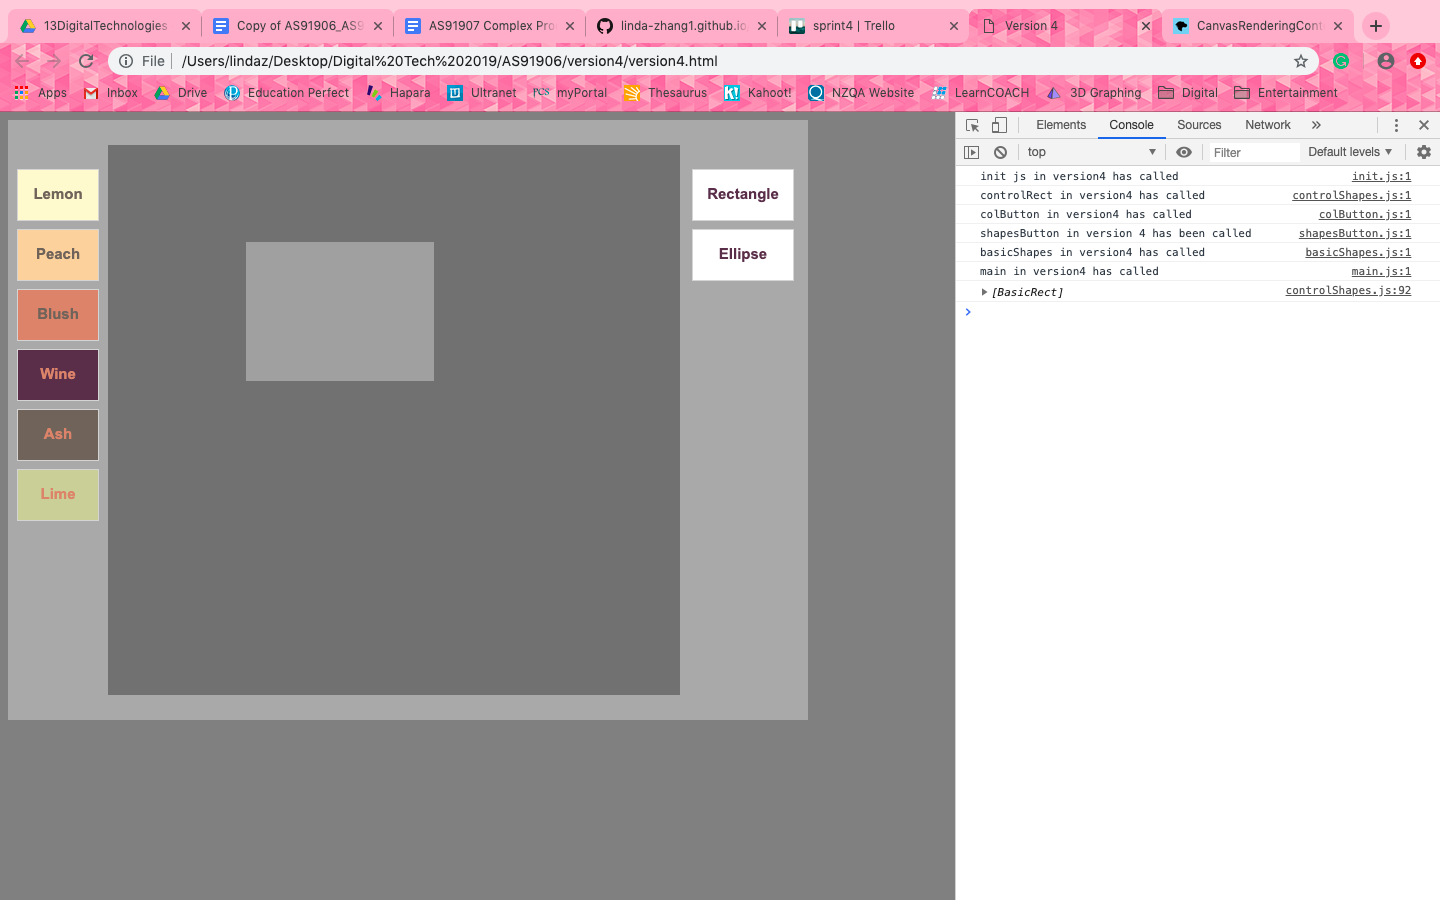 13DigitalTechnologies
Copy of AS91906_AS9
AS91907 Complex Pro
linda-zhang1.github.io
sprint4 | Trello
Version 4
CanvasRenderingCont
File
/Users/lindaz/Desktop/Digital%20Tech%202019/AS91906/version4/version4.html
Apps
Inbox
Drive
Education Perfect
Hapara
Ultranet
PCS myPortal
Thesaurus
Kahoot!
NZQA Website
LearnCOACH
3D Graphing
Digital
Entertainment
Lemon
Peach
Blush
Wine
Ash
Lime
Rectangle
Ellipse
Elements Console Sources Network »
top Filter Default levels
init js in version4 has called init.js:1
controlRect in version4 has called controlShapes.js:1
colButton in version4 has called colButton.js:1
shapesButton in version 4 has been called shapesButton.js:1
basicShapes in version4 has called basicShapes.js:1
main in version4 has called main.js:1
[BasicRect] controlShapes.js:92